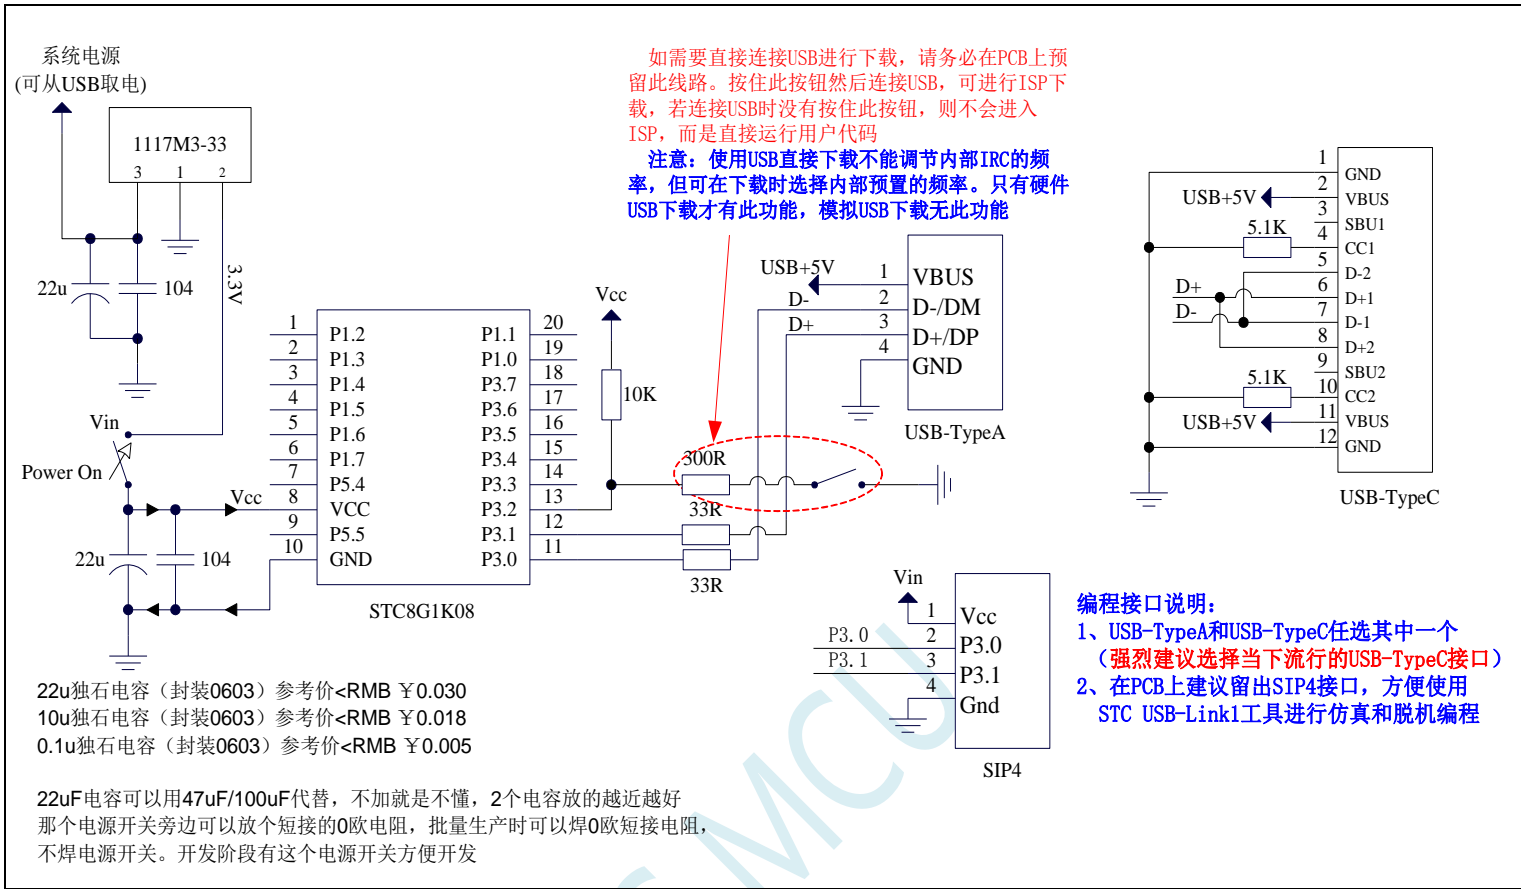 系统电源
(可从USB取电)
1117M3-33
3 1 2
22u
104
3.3V
Vin
Power On
Vcc
22u
104
1 P1.2
2 P1.3
3 P1.4
4 P1.5
5 P1.6
6 P1.7
7 P5.4
8 VCC
9 P5.5
10 GND
P1.1 20
P1.0 19
P3.7 18
P3.6 17
P3.5 16
P3.4 15
P3.3 14
P3.2 13
P3.1 12
P3.0 11
STC8G1K08
Vcc
10K
300R
33R
33R
如需要直接连接USB进行下载，请务必在PCB上预
留此线路。按住此按钮然后连接USB，可进行ISP下
载，若连接USB时没有按住此按钮，则不会进入
ISP，而是直接运行用户代码
注意：使用USB直接下载不能调节内部IRC的频
率，但可在下载时选择内部预置的频率。只有硬件
USB下载才有此功能，模拟USB下载无此功能
USB+5V
D-
D+
1 VBUS
2 D-/DM
3 D+/DP
4 GND
USB-TypeA
USB+5V
5.1K
D+
D-
5.1K
USB+5V
1 GND
2 VBUS
3 SBU1
4 CC1
5 D-2
6 D+1
7 D-1
8 D+2
9 SBU2
10 CC2
11 VBUS
12 GND
USB-TypeC
Vin
P3.0
P3.1
1 Vcc
2 P3.0
3 P3.1
4 Gnd
SIP4
编程接口说明：
1、USB-TypeA和USB-TypeC任选其中一个
（强烈建议选择当下流行的USB-TypeC接口）
2、在PCB上建议留出SIP4接口，方便使用
STC USB-Link1工具进行仿真和脱机编程
22u独石电容（封装0603）参考价<RMB ￥0.030
10u独石电容（封装0603）参考价<RMB ￥0.018
0.1u独石电容（封装0603）参考价<RMB ￥0.005
22uF电容可以用47uF/100uF代替，不加就是不懂，2个电容放的越近越好
那个电源开关旁边可以放个短接的0欧电阻，批量生产时可以焊0欧短接电阻，
不焊电源开关。开发阶段有这个电源开关方便开发
MCU